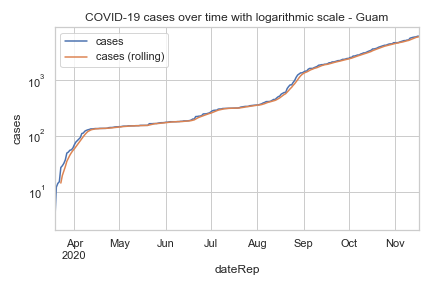 COVID-19 cases over time with logarithmic scale - Guam
cases
cases (rolling)
10³
10²
10¹
cases
Apr May Jun Jul Aug Sep Oct Nov
2020
dateRep